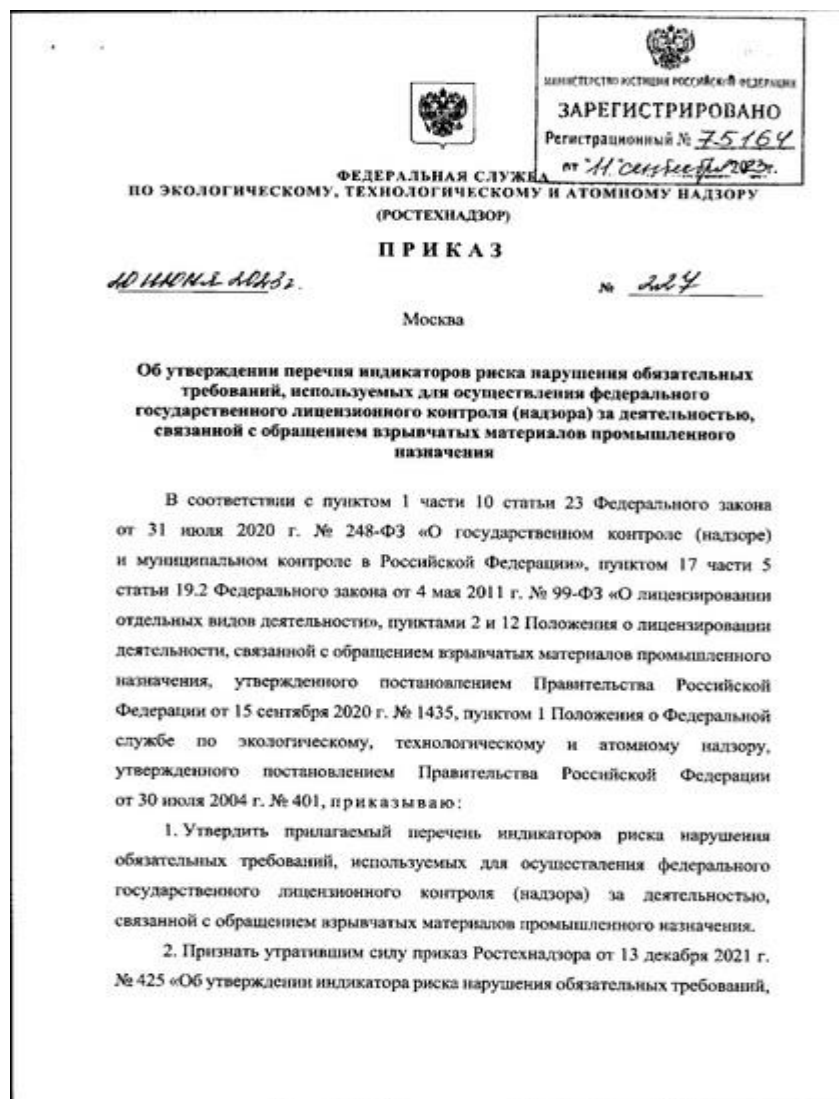 МИНИСТЕРСТВО ЮСТИЦИИ РОССИЙСКОЙ ФЕДЕРАЦИИ
ЗАРЕГИСТРИРОВАНО
Регистрационный № 75164
от "11" сентября 2023г.
ФЕДЕРАЛЬНАЯ СЛУЖБА
ПО ЭКОЛОГИЧЕСКОМУ, ТЕХНОЛОГИЧЕСКОМУ И АТОМНОМУ НАДЗОРУ
(РОСТЕХНАДЗОР)
ПРИКАЗ
20 июня 2023г.
№ 227
Москва
Об утверждении перечня индикаторов риска нарушения обязательных
требований, используемых для осуществления федерального
государственного лицензионного контроля (надзора) за деятельностью,
связанной с обращением взрывчатых материалов промышленного
назначения
В соответствии с пунктом 1 части 10 статьи 23 Федерального закона
от 31 июля 2020 г. № 248-ФЗ «О государственном контроле (надзоре)
и муниципальном контроле в Российской Федерации», пунктом 17 части 5
статьи 19.2 Федерального закона от 4 мая 2011 г. № 99-ФЗ «О лицензировании
отдельных видов деятельности», пунктами 2 и 12 Положения о лицензировании
деятельности, связанной с обращением взрывчатых материалов промышленного
назначения, утвержденного постановлением Правительства Российской
Федерации от 15 сентября 2020 г. № 1435, пунктом 1 Положения о Федеральной
службе по экологическому, технологическому и атомному надзору,
утвержденного постановлением Правительства Российской Федерации
от 30 июля 2004 г. № 401, приказываю:
1. Утвердить прилагаемый перечень индикаторов риска нарушения
обязательных требований, используемых для осуществления федерального
государственного лицензионного контроля (надзора) за деятельностью,
связанной с обращением взрывчатых материалов промышленного назначения.
2. Признать утратившим силу приказ Ростехнадзора от 13 декабря 2021 г.
№ 425 «Об утверждении индикатора риска нарушения обязательных требований,